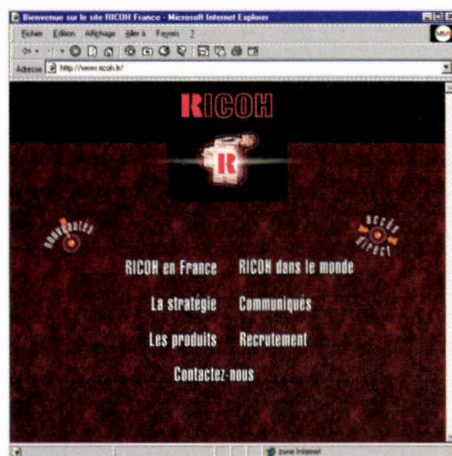 Bienvenue sur le site RICOH France - Microsoft Internet Explorer
Fichier Edition Affichage Aller à Favoris ?
Adresse http://www.ricoh.fr/
RICOH
R
nouveautés
accès direct
RICOH en France RICOH dans le monde
La stratégie Communiqués
Les produits Recrutement
Contactez-nous
zone Internet